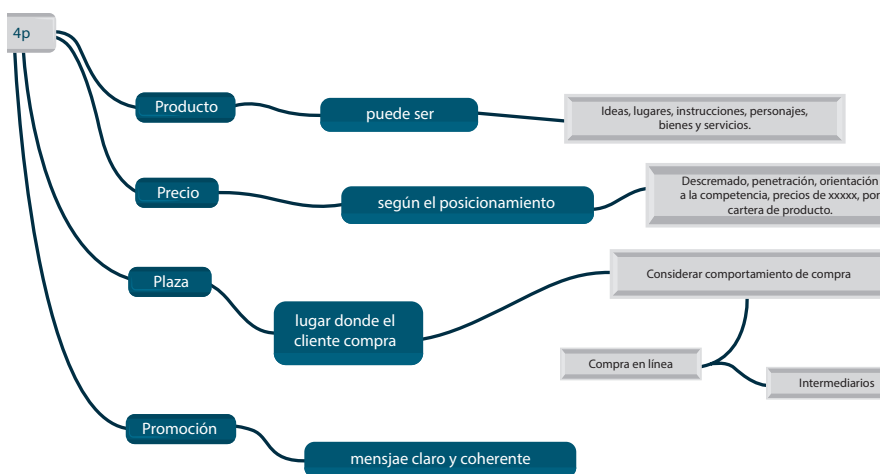 4p
Producto
puede ser
Ideas, lugares, instrucciones, personajes,
bienes y servicios.
Precio
según el posicionamiento
Descremado, penetración, orientación
a la competencia, precios de xxxxx, por
cartera de producto.
Plaza
lugar donde el
cliente compra
Considerar comportamiento de compra
Compra en línea
Intermediarios
Promoción
mensjae claro y coherente